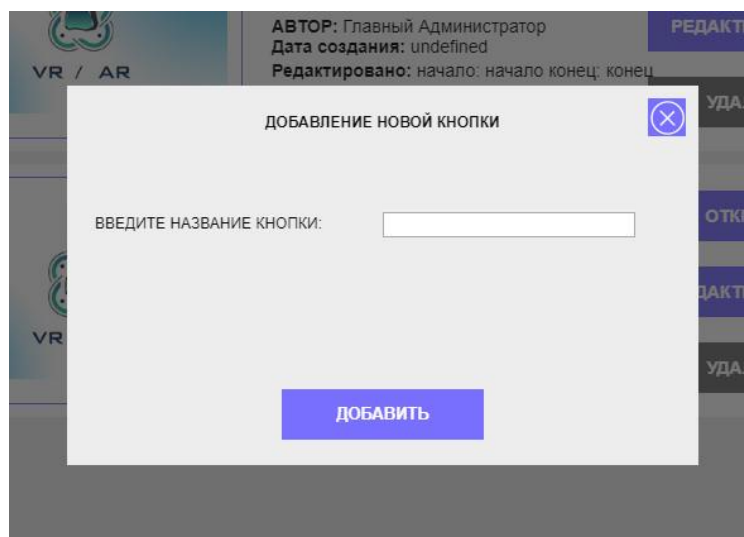 АВТОР: Главный Администратор
Дата создания: undefined
VR / AR
Редактировано: начало: начало конец: конец
ДОБАВЛЕНИЕ НОВОЙ КНОПКИ
ВВЕДИТЕ НАЗВАНИЕ КНОПКИ:
VR
ДОБАВИТЬ